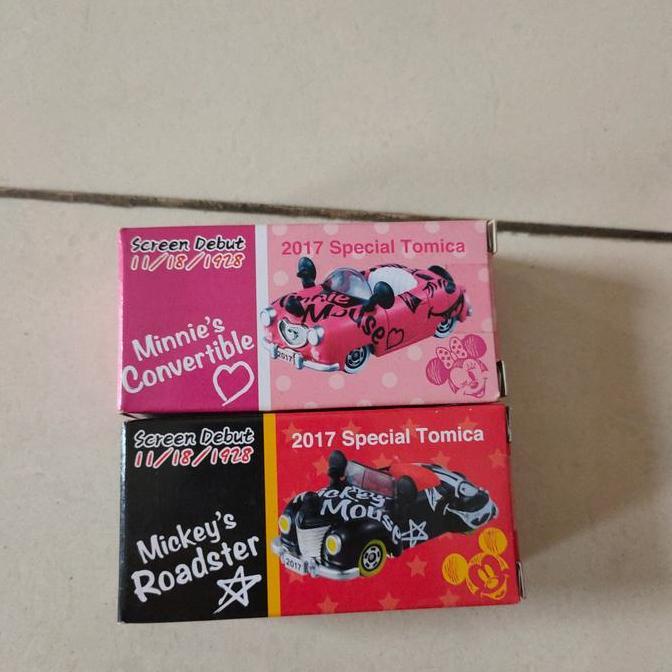 Screen Debut
11/18/1928
2017 Special Tomica
Minnie's
Convertible
Minnie
Mouse
2017
Screen Debut
11/18/1928
2017 Special Tomica
Mickey's
Roadster
Mickey
Mouse
2017